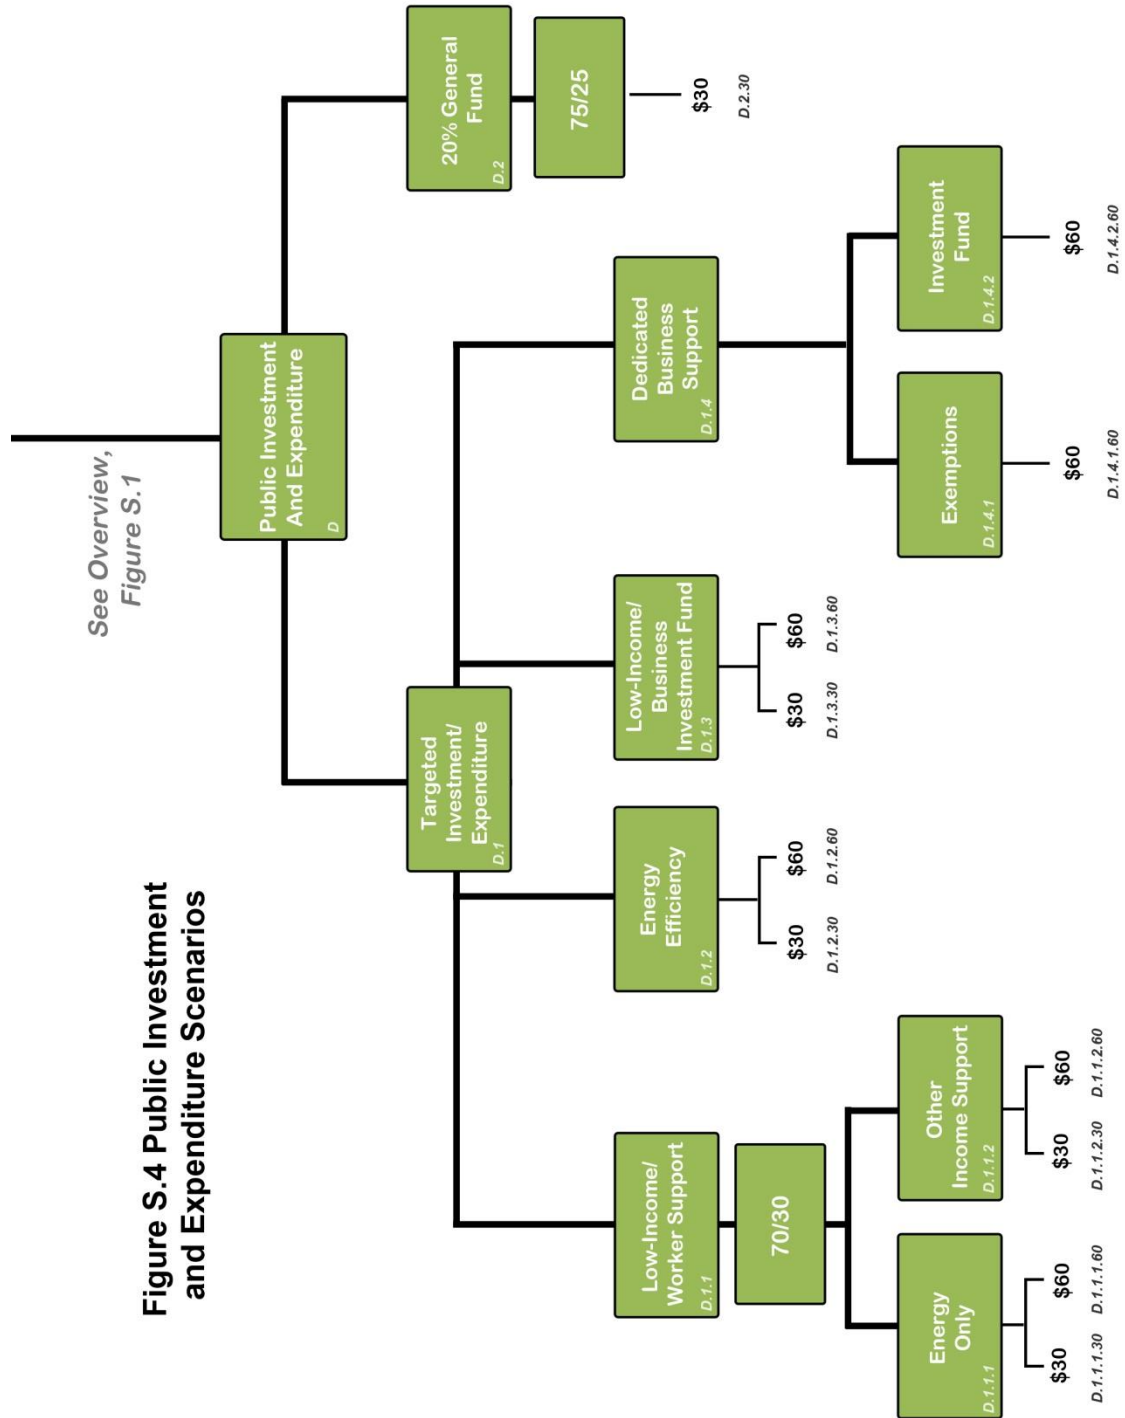 Figure S.4 Public Investment
and Expenditure Scenarios
See Overview,
Figure S.1
Public Investment
And Expenditure
D
Targeted
Investment/
Expenditure
D.1
20% General
Fund
D.2
75/25
$30
D.2.30
Low-Income/
Worker Support
D.1.1
70/30
Energy
Efficiency
D.1.2
$30
$60
D.1.2.30
D.1.2.60
Low-Income/
Business
Investment Fund
D.1.3
$30
$60
D.1.3.30
D.1.3.60
Dedicated
Business
Support
D.1.4
Energy
Only
D.1.1.1
$30
$60
D.1.1.1.30
D.1.1.1.60
Other
Income Support
D.1.1.2
$30
$60
D.1.1.2.30
D.1.1.2.60
Exemptions
D.1.4.1
$60
D.1.4.1.60
Investment
Fund
D.1.4.2
$60
D.1.4.2.60